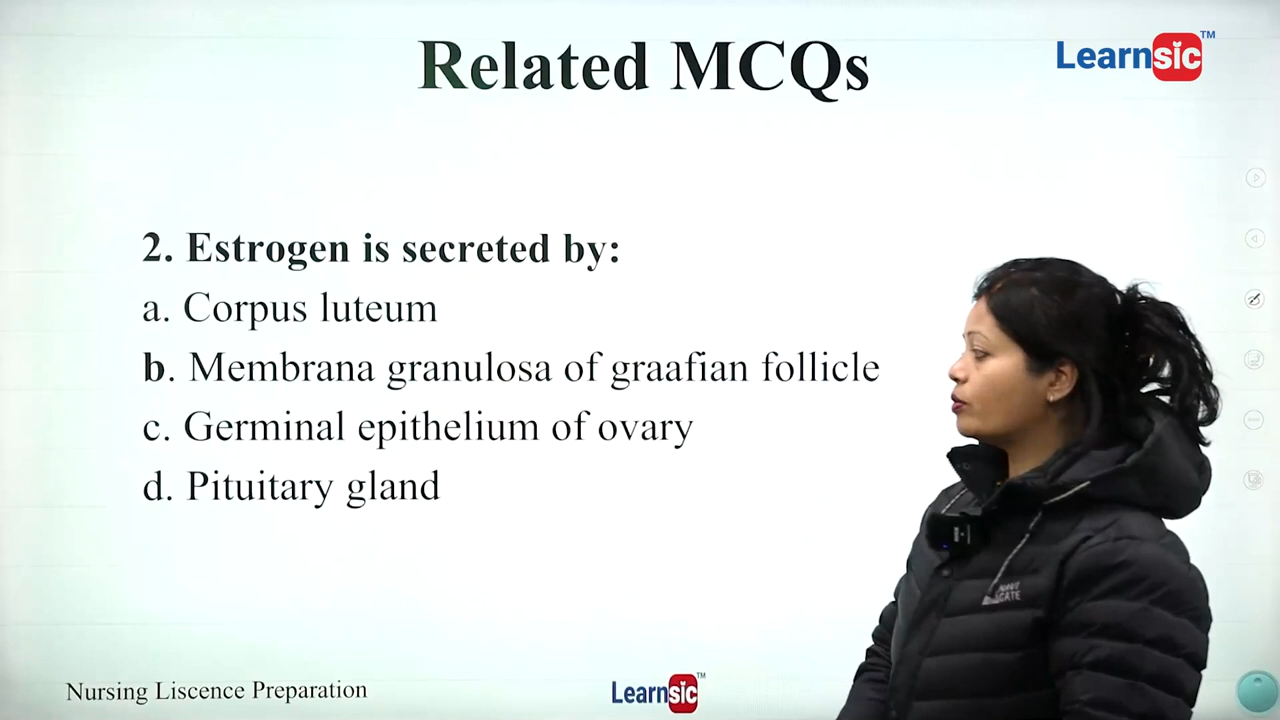 Related MCQs
Learnsic™
2. Estrogen is secreted by:
a. Corpus luteum
b. Membrana granulosa of graafian follicle
c. Germinal epithelium of ovary
d. Pituitary gland
Nursing Liscence Preparation
Learnsic™